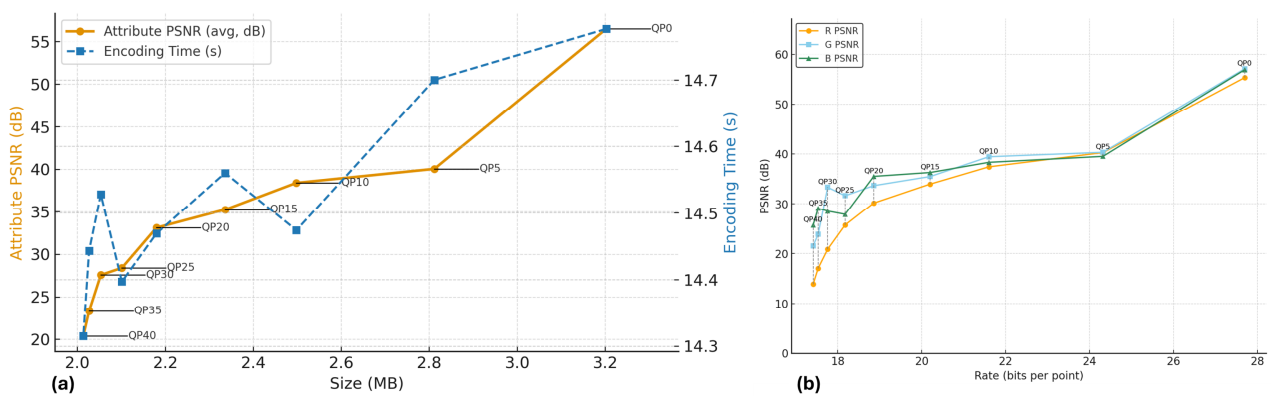 Attribute PSNR (avg, dB)
Encoding Time (s)
55
50
45
40
35
30
25
20
Attribute PSNR (dB)
QP0
QP5
QP10
QP15
QP20
QP25
QP30
QP35
QP40
14.7
14.6
14.5
14.4
14.3
Encoding Time (s)
2.0
2.2
2.4
2.6
2.8
3.0
3.2
Size (MB)
(a)
R PSNR
G PSNR
B PSNR
60
50
40
30
20
10
0
PSNR (dB)
QP0
QP5
QP10
QP15
QP20
QP25
QP30
QP35
QP40
18
20
22
24
26
28
Rate (bits per point)
(b)